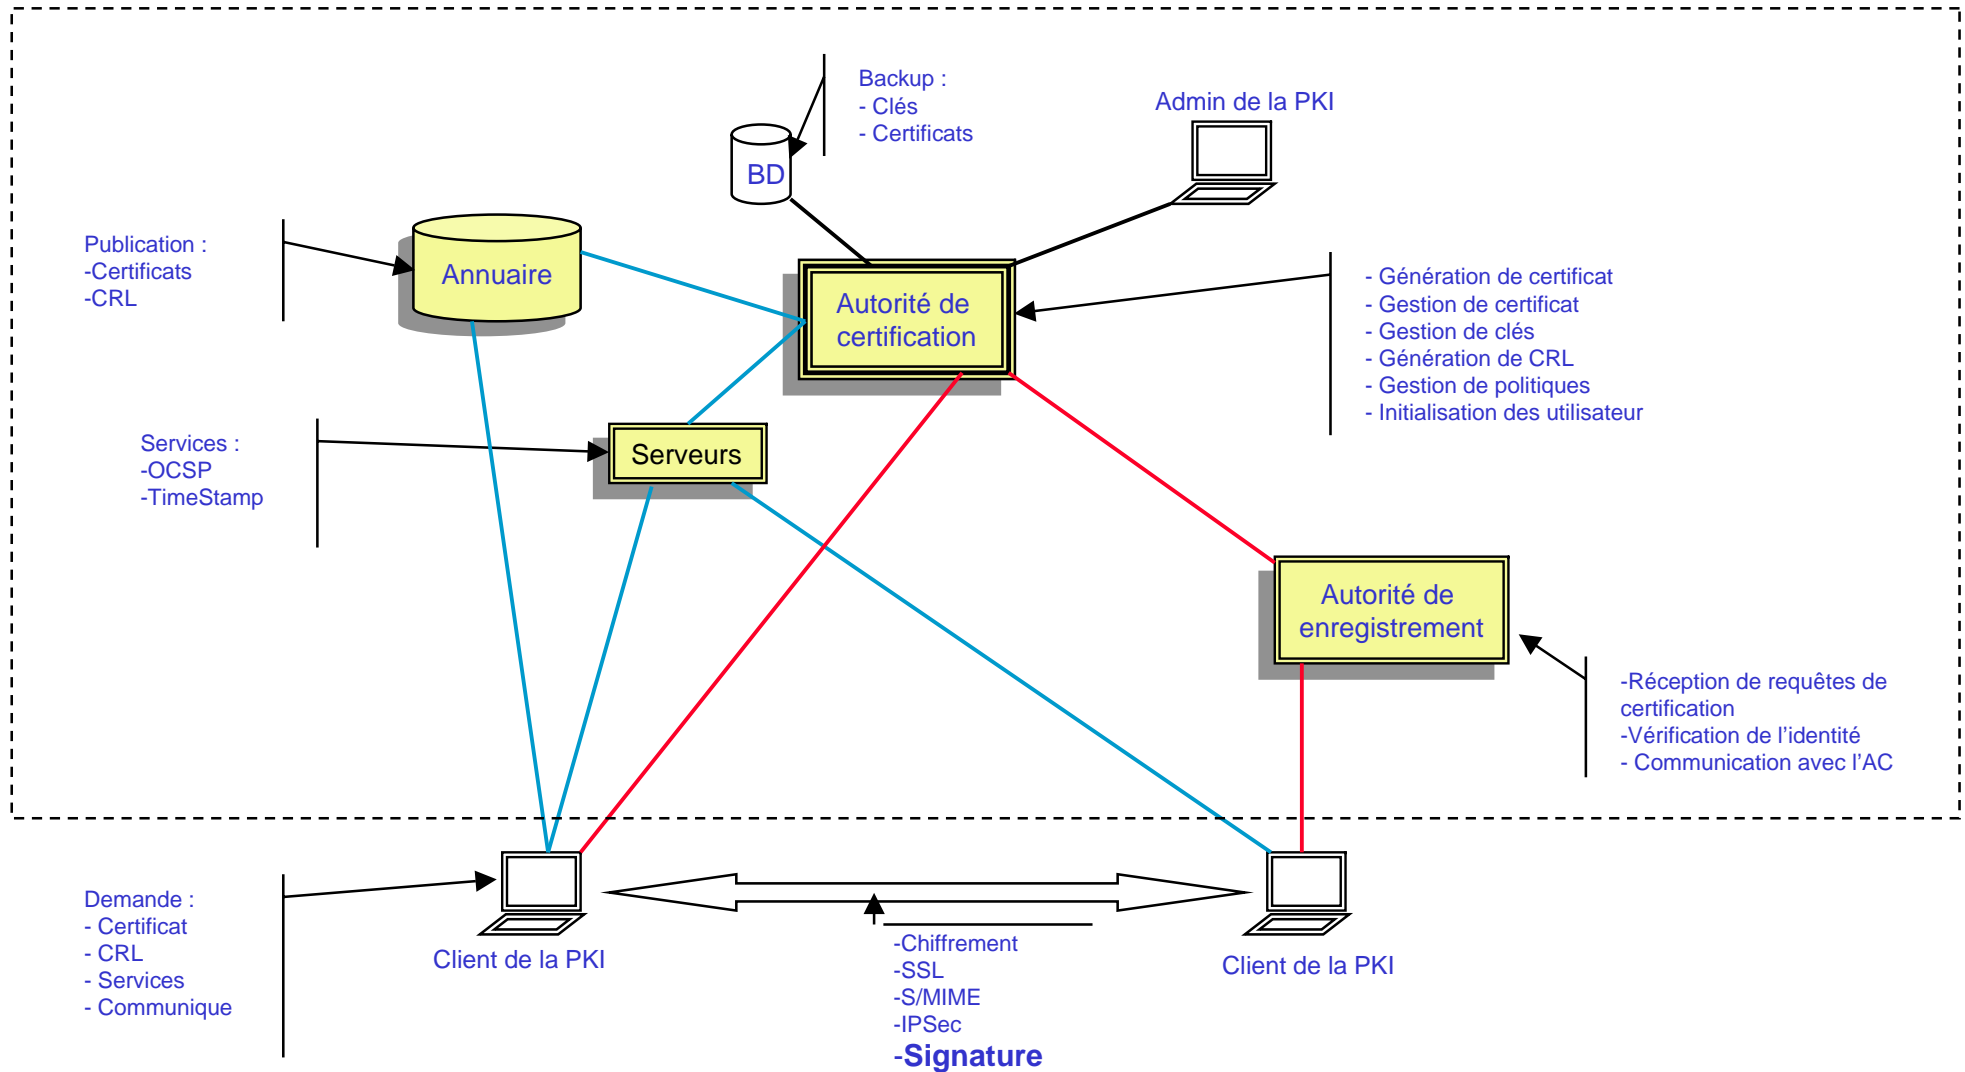 Backup :
- Clés
- Certificats
Admin de la PKI
BD
Publication :
-Certificats
-CRL
Annuaire
Autorité de
certification
- Génération de certificat
- Gestion de certificat
- Gestion de clés
- Génération de CRL
- Gestion de politiques
- Initialisation des utilisateur
Services :
-OCSP
-TimeStamp
Serveurs
Autorité de
enregistrement
-Réception de requêtes de
certification
-Vérification de l’identité
- Communication avec l’AC
Demande :
- Certificat
- CRL
- Services
- Communique
Client de la PKI
-Chiffrement
-SSL
-S/MIME
-IPSec
-Signature
Client de la PKI